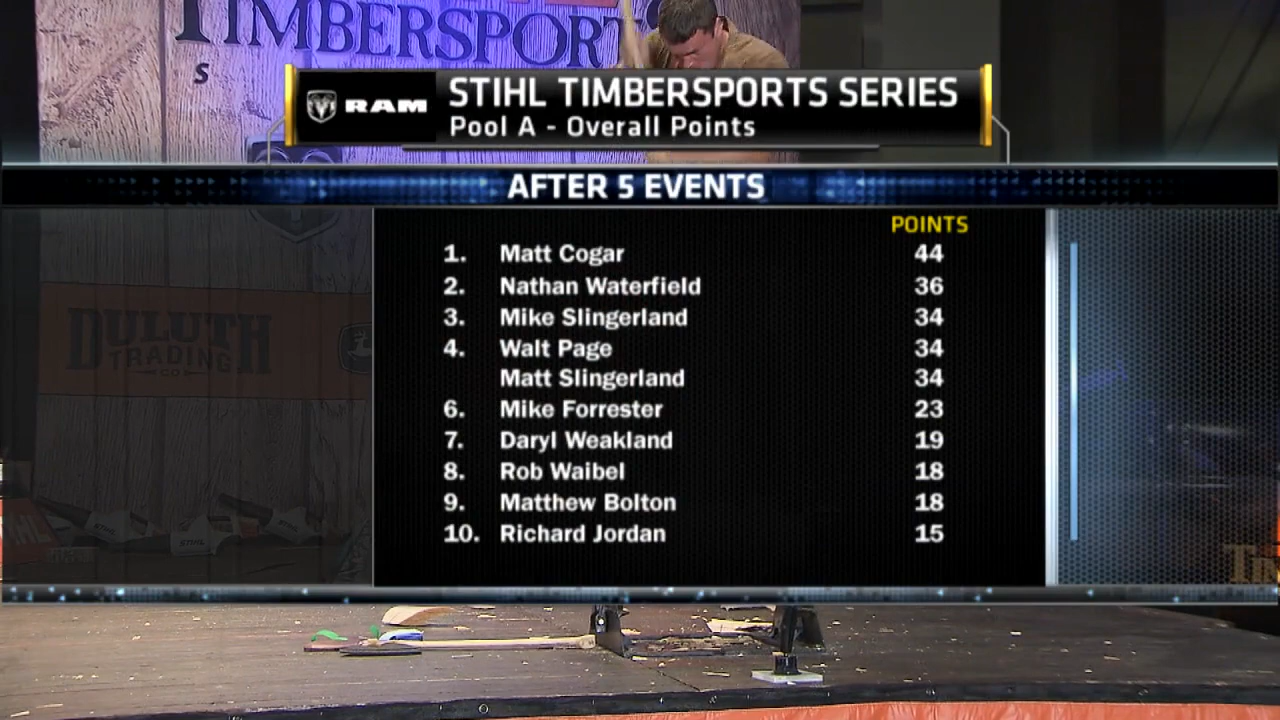 TIMBERSPORTS
S
RAM
STIHL TIMBERSPORTS SERIES
Pool A - Overall Points
AFTER 5 EVENTS
POINTS
1. Matt Cogar 44
2. Nathan Waterfield 36
3. Mike Slingerland 34
4. Walt Page 34
Matt Slingerland 34
6. Mike Forrester 23
7. Daryl Weakland 19
8. Rob Waibel 18
9. Matthew Bolton 18
10. Richard Jordan 15
DULUTH
TRADING
CO
STIHL
STIHL